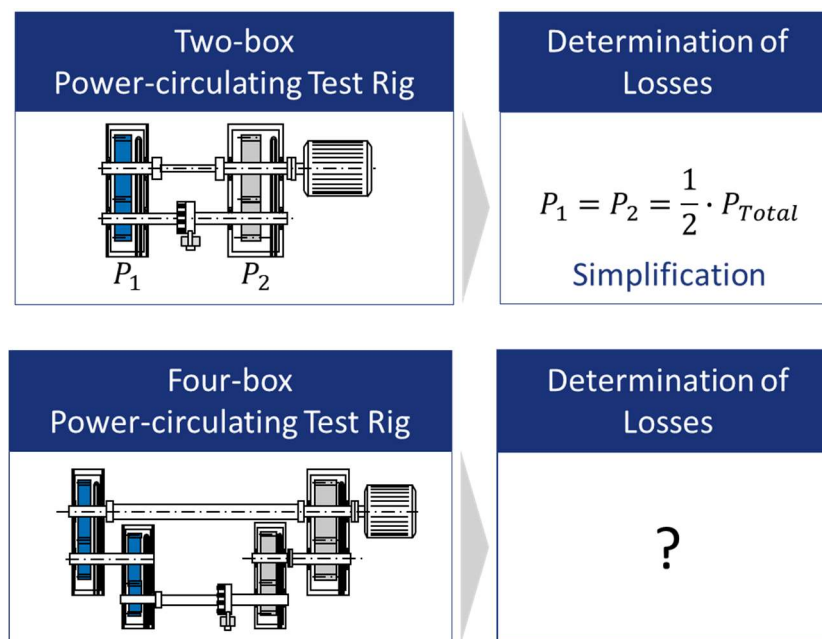 Two-box
Power-circulating Test Rig
Determination of
Losses
P₁
P₂
P₁ = P₂ = 1/2 · P_Total
Simplification
Four-box
Power-circulating Test Rig
Determination of
Losses
?